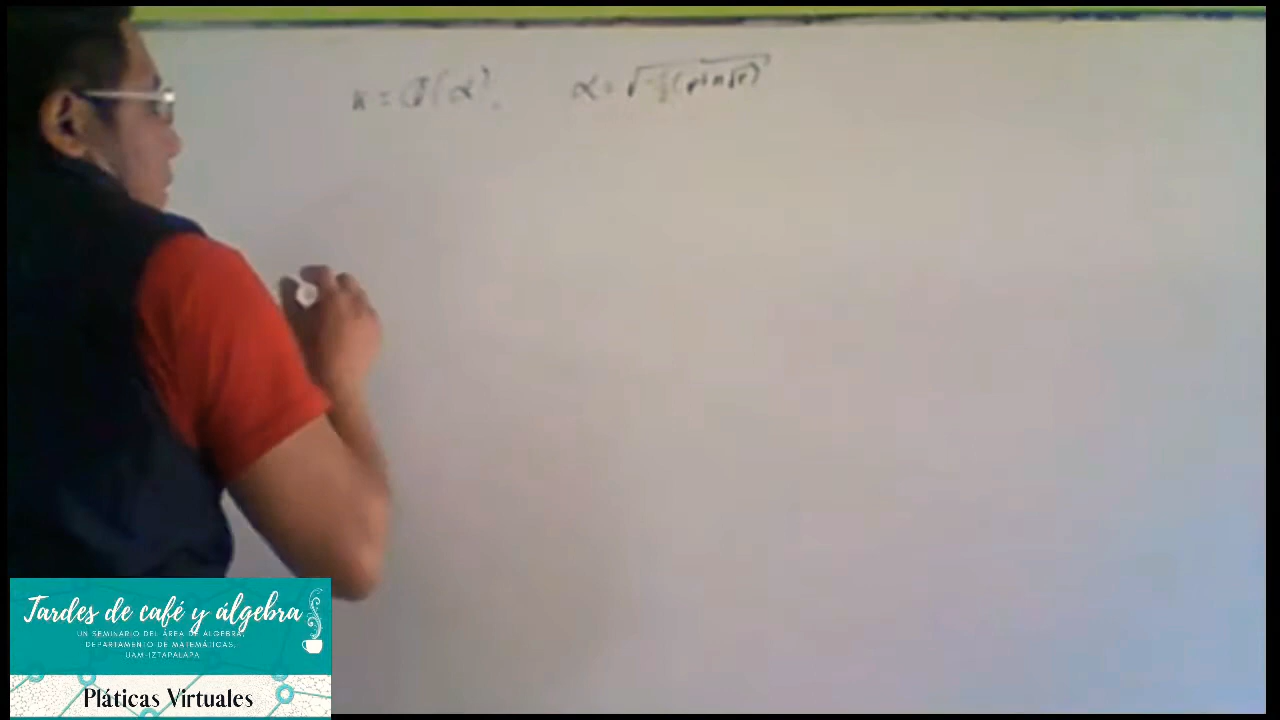 K = Q(α), α =
Tardes de café y álgebra
UN SEMINARIO DEL ÁREA DE ÁLGEBRA,
DEPARTAMENTO DE MATEMÁTICAS,
UAM-IZTAPALAPA
Pláticas Virtuales